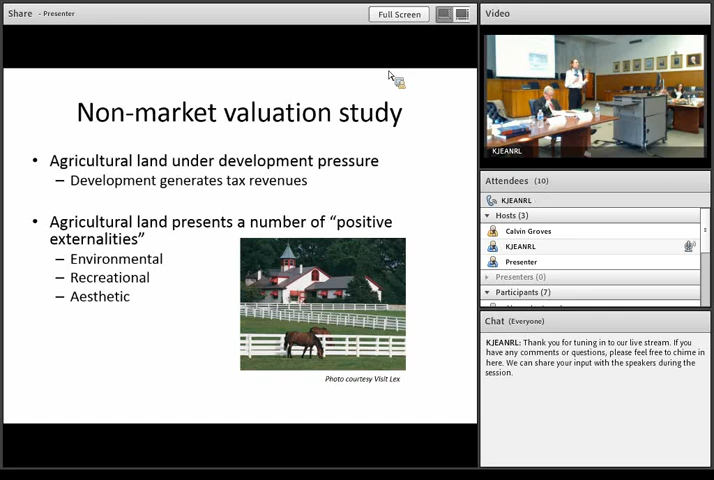 Share - Presenter
Full Screen
Non-market valuation study
• Agricultural land under development pressure
– Development generates tax revenues
• Agricultural land presents a number of “positive
externalities”
– Environmental
– Recreational
– Aesthetic
Photo courtesy Visit Lex
Video
KJEANRL
Attendees (10)
KJEANRL
Hosts (3)
Calvin Groves
KJEANRL
Presenter
Presenters (0)
Participants (7)
Chat (Everyone)
KJEANRL: Thank you for tuning in to our live stream. If you
have any comments or questions, please feel free to chime in
here. We can share your input with the speakers during the
session.